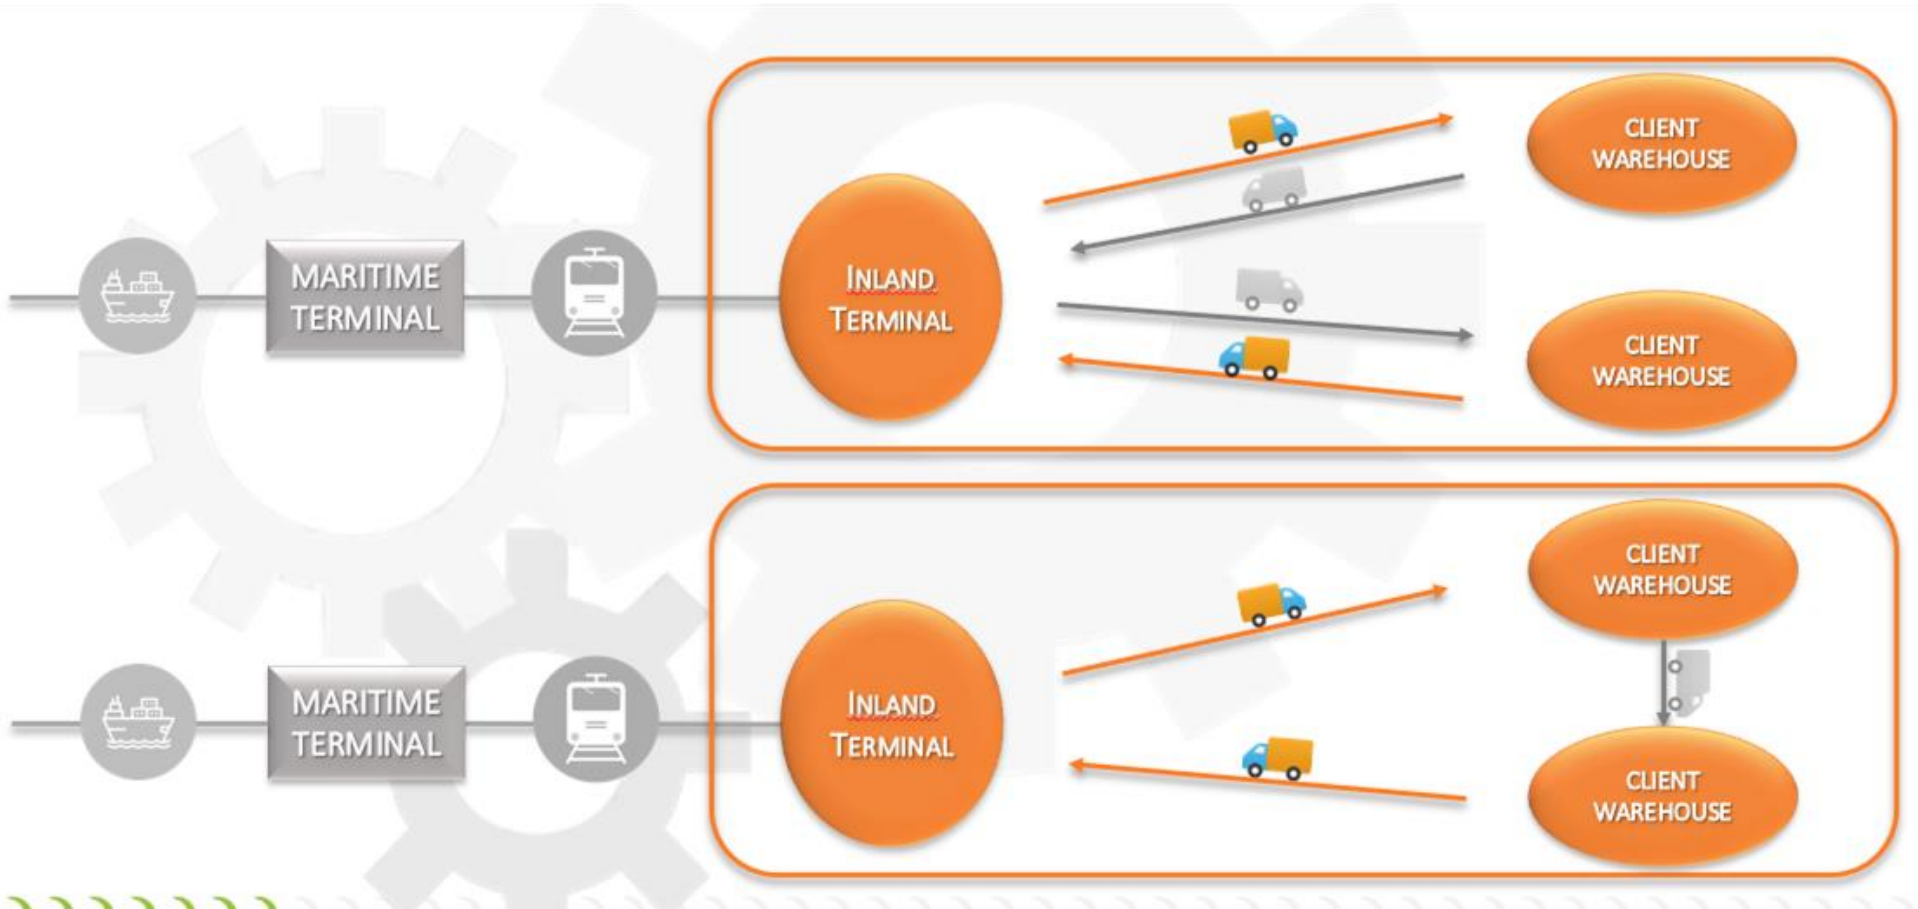 CLIENT
WAREHOUSE
MARITIME
TERMINAL
INLAND
TERMINAL
CLIENT
WAREHOUSE
CLIENT
WAREHOUSE
MARITIME
TERMINAL
INLAND
TERMINAL
CLIENT
WAREHOUSE